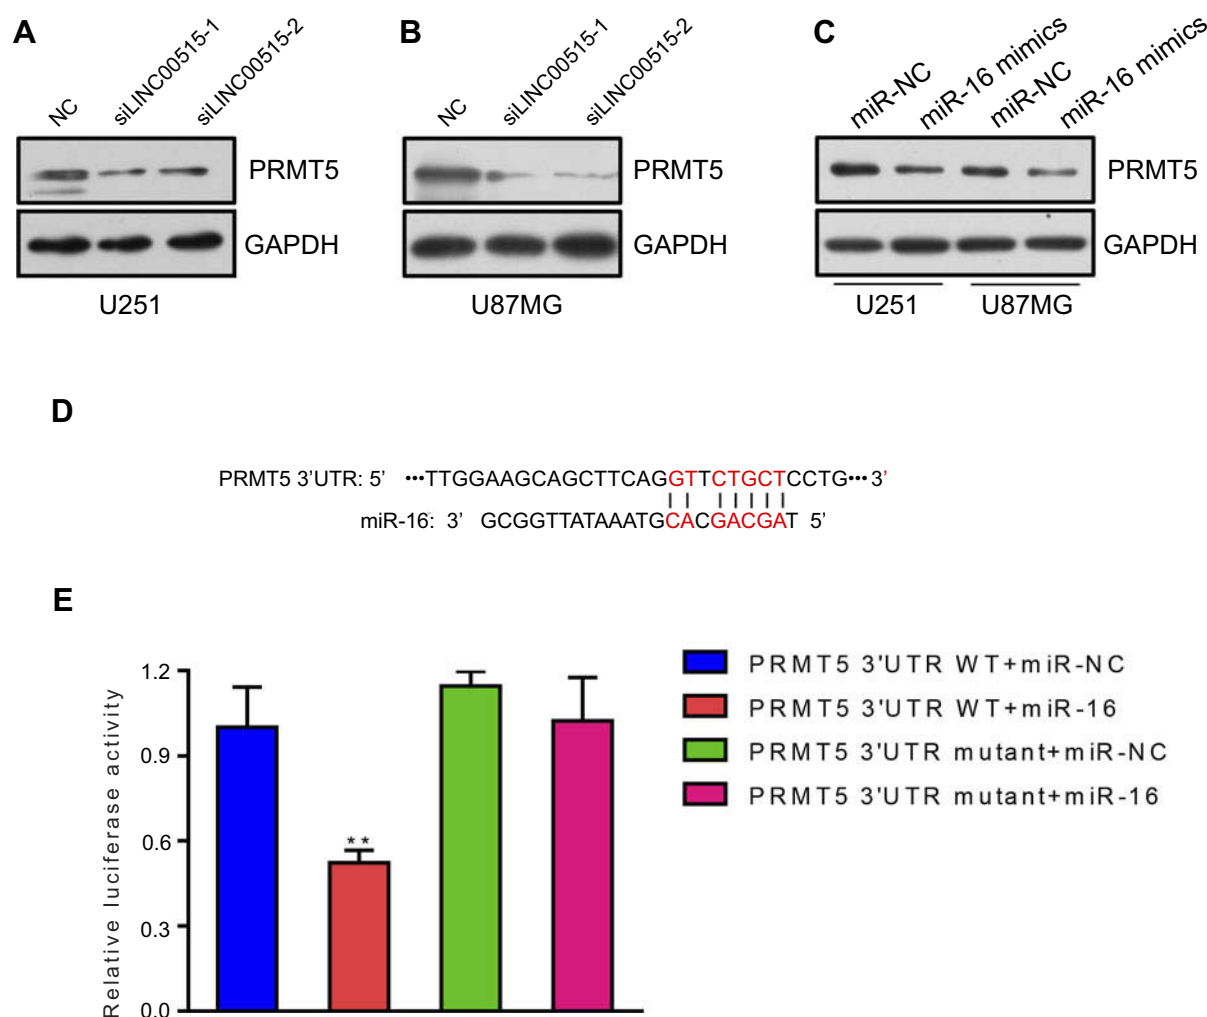 A
NC
siLINC00515-1
siLINC00515-2
PRMT5
GAPDH
U251
B
NC
siLINC00515-1
siLINC00515-2
PRMT5
GAPDH
U87MG
C
miR-NC
miR-16 mimics
miR-NC
miR-16 mimics
PRMT5
GAPDH
U251
U87MG
D
PRMT5 3’UTR: 5’ •••TTGGAAGCAGCTTCAGGTTCTGCTCCTG••• 3’
miR-16: 3’ GCGGTTATAAATGCACGACGAT 5’
E
Relative luciferase activity
1.2
0.9
0.6
0.3
0.0
**
PRMT5 3'UTR WT+miR-NC
PRMT5 3'UTR WT+miR-16
PRMT5 3'UTR mutant+miR-NC
PRMT5 3'UTR mutant+miR-16